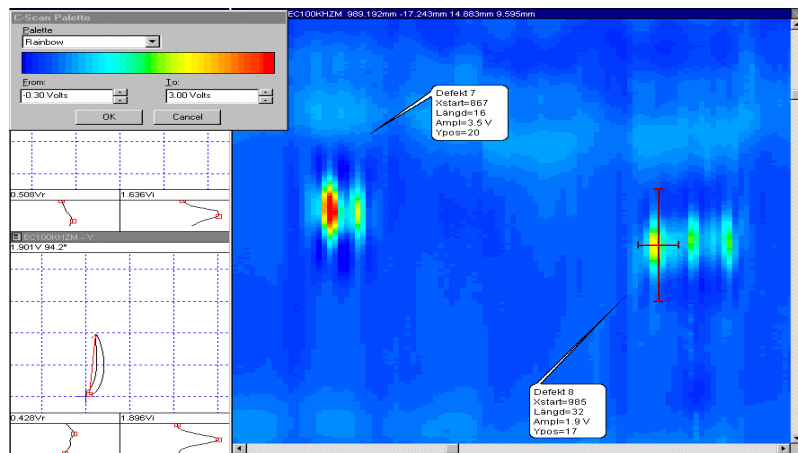 C-Scan Palette
Palette
Rainbow
From:
To:
-0.30 Volts
3.00 Volts
OK
Cancel
EC100KHZM 989.192mm -17.243mm 14.883mm 9.595mm
Defekt 7
Xstart=867
Längd=16
Ampl=3.5 V
Ypos=20
0.508Vr
1.636Vi
EC100KHZM - Y
1.901V 94.2°
0.428Vr
1.896Vi
Defekt 8
Xstart=985
Längd=32
Ampl=1.9 V
Ypos=17